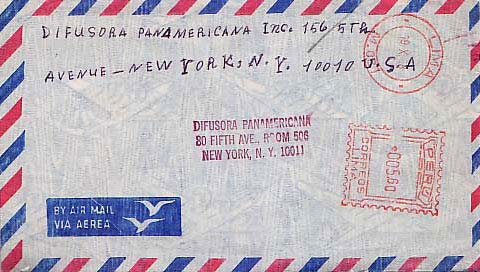 DIFUSORA PANAMERICANA INC. 156 5TH.
AVENUE - NEW YORK, N.Y. 10010 U.S.A
LIMA
DIFUSORA PANAMERICANA
80 FIFTH AVE., ROOM 506
NEW YORK, N. Y. 10011
PERU
00560
CORREOS
LIMA
BY AIR MAIL
VIA AEREA